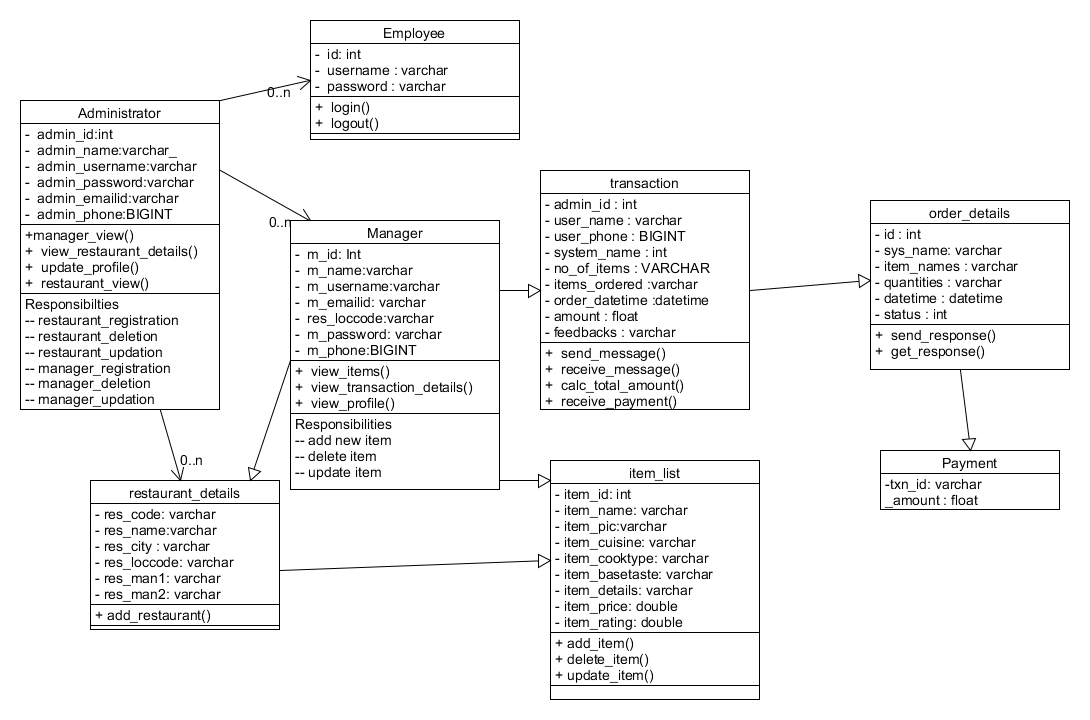 Employee
- id: int
- username : varchar
- password : varchar
+ login()
+ logout()
0..n
Administrator
- admin_id:int
- admin_name:varchar_
- admin_username:varchar
- admin_password:varchar
- admin_emailid:varchar
- admin_phone:BIGINT
+manager_view()
+ view_restaurant_details()
+ update_profile()
+ restaurant_view()
Responsibilties
-- restaurant_registration
-- restaurant_deletion
-- restaurant_updation
-- manager_registration
-- manager_deletion
-- manager_updation
0..n
Manager
- m_id: Int
- m_name:varchar
- m_username:varchar
- m_emailid: varchar
- res_loccode:varchar
- m_password: varchar
- m_phone:BIGINT
+ view_items()
+ view_transaction_details()
+ view_profile()
Responsibilities
-- add new item
-- delete item
-- update item
transaction
- admin_id : int
- user_name : varchar
- user_phone : BIGINT
- system_name : int
- no_of_items : VARCHAR
- items_ordered :varchar
- order_datetime :datetime
- amount : float
- feedbacks : varchar
+ send_message()
+ receive_message()
+ calc_total_amount()
+ receive_payment()
order_details
- id : int
- sys_name: varchar
- item_names : varchar
- quantities : varchar
- datetime : datetime
- status : int
+ send_response()
+ get_response()
Payment
-txn_id: varchar
_amount : float
0..n
restaurant_details
- res_code: varchar
- res_name:varchar
- res_city : varchar
- res_loccode: varchar
- res_man1: varchar
- res_man2: varchar
+ add_restaurant()
item_list
- item_id: int
- item_name: varchar
- item_pic:varchar
- item_cuisine: varchar
- item_cooktype: varchar
- item_basetaste: varchar
- item_details: varchar
- item_price: double
- item_rating: double
+ add_item()
+ delete_item()
+ update_item()